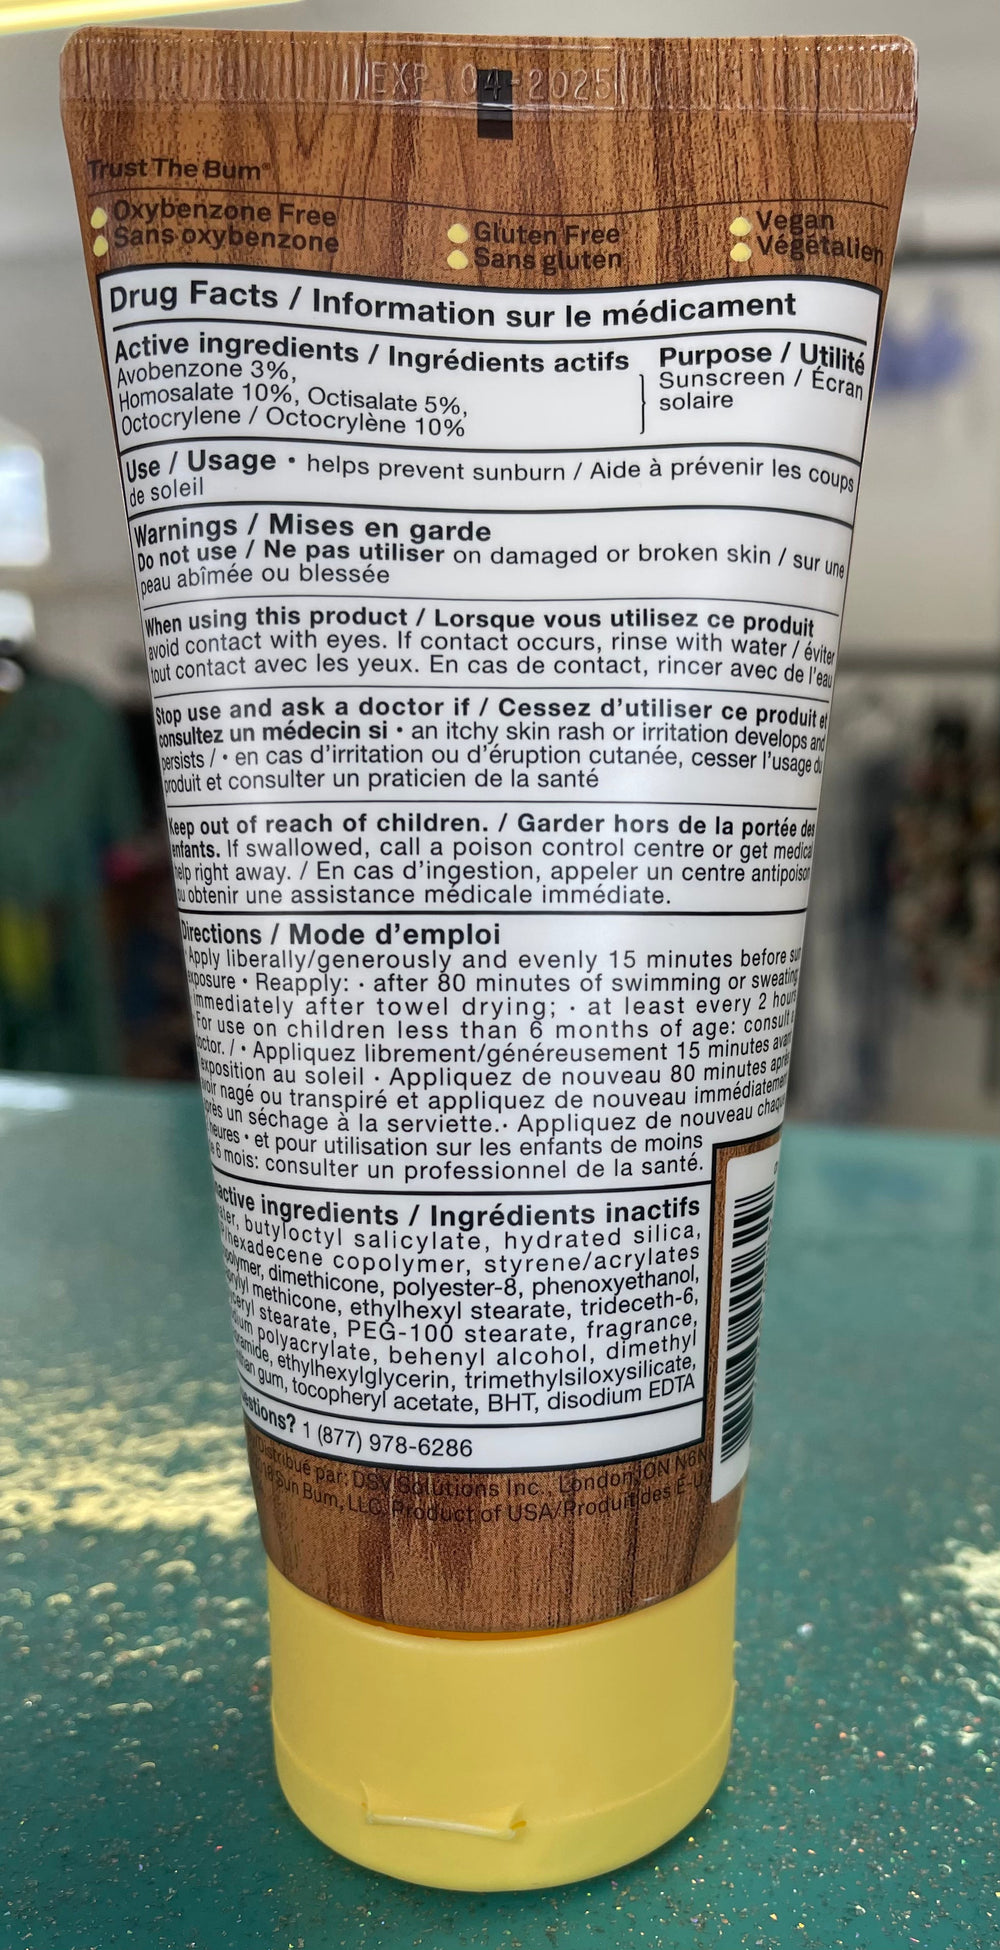 EXP 04-2025
Trust The Bum®
Oxybenzone Free
Sans oxybenzone
Gluten Free
Sans gluten
Vegan
Végétalien
Drug Facts / Information sur le médicament
Active ingredients / Ingrédients actifs
Avobenzone 3%,
Homosalate 10%, Octisalate 5%,
Octocrylene / Octocrylène 10%
Purpose / Utilité
Sunscreen / Écran
solaire
Use / Usage • helps prevent sunburn / Aide à prévenir les coups
de soleil
Warnings / Mises en garde
Do not use / Ne pas utiliser on damaged or broken skin / sur une
peau abîmée ou blessée
When using this product / Lorsque vous utilisez ce produit
avoid contact with eyes. If contact occurs, rinse with water / éviter
tout contact avec les yeux. En cas de contact, rincer avec de l'eau
Stop use and ask a doctor if / Cessez d'utiliser ce produit et
consultez un médecin si • an itchy skin rash or irritation develops and
persists / • en cas d'irritation ou d'éruption cutanée, cesser l'usage du
produit et consulter un praticien de la santé
Keep out of reach of children. / Garder hors de la portée des
enfants. If swallowed, call a poison control centre or get medical
help right away. / En cas d'ingestion, appeler un centre antipoison
ou obtenir une assistance médicale immédiate.
Directions / Mode d'emploi
Apply liberally/generously and evenly 15 minutes before sun
exposure • Reapply: • after 80 minutes of swimming or sweating
immediately after towel drying; • at least every 2 hours
For use on children less than 6 months of age: consult a
doctor. / • Appliquez librement/généreusement 15 minutes avant
exposition au soleil • Appliquez de nouveau 80 minutes après
avoir nagé ou transpiré et appliquez de nouveau immédiatement
après un séchage à la serviette.• Appliquez de nouveau chaque
heures • et pour utilisation sur les enfants de moins
de 6 mois: consulter un professionnel de la santé.
active ingredients / Ingrédients inactifs
butyloctyl salicylate, hydrated silica,
hexadecene copolymer, styrene/acrylates
dimethicone, polyester-8, phenoxyethanol,
methicone, ethylhexyl stearate, trideceth-6,
stearate, PEG-100 stearate, fragrance,
polyacrylate, behenyl alcohol, dimethyl
ethylhexylglycerin, trimethylsiloxysilicate,
gum, tocopheryl acetate, BHT, disodium EDTA
1 (877) 978-6286
Distribué par: DSV Solutions Inc., London, ON N6N
Sun Bum, LLC. Product of USA/Produit des É-U